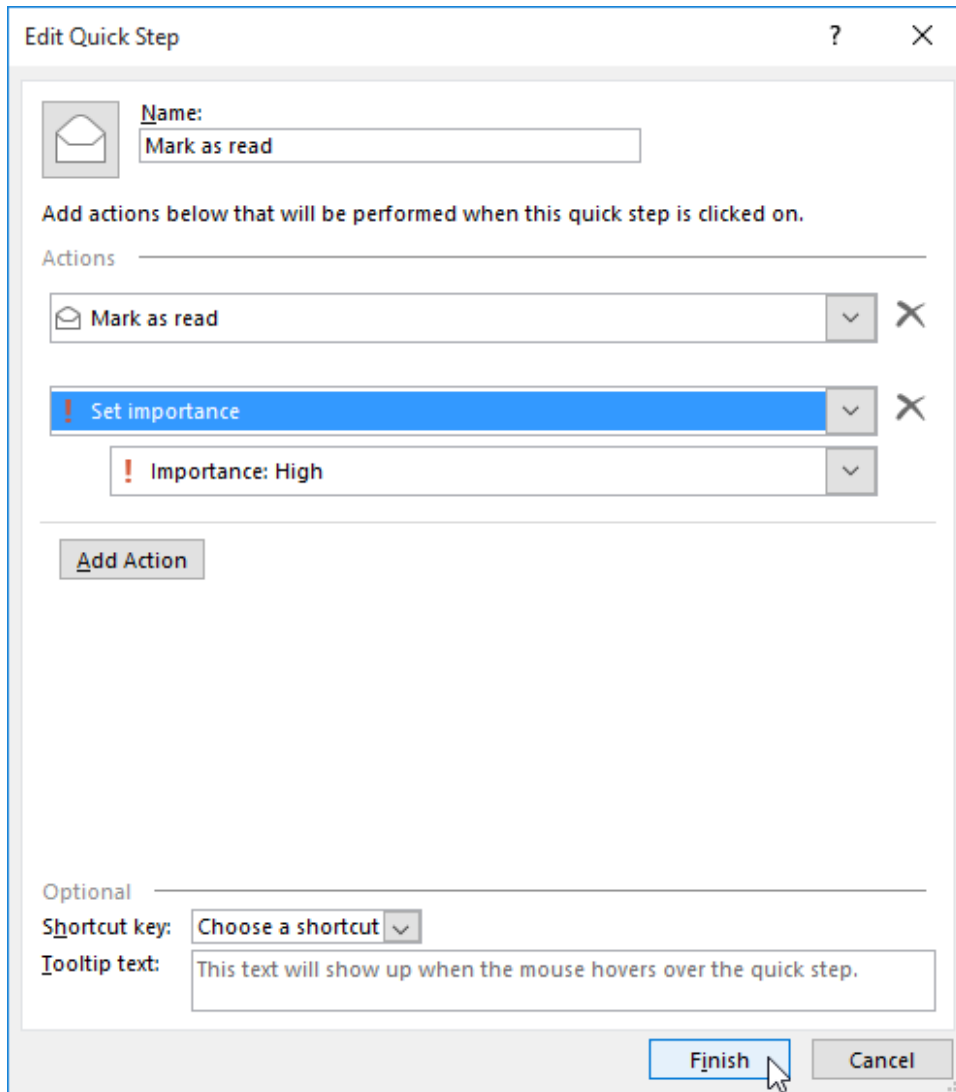 Edit Quick Step
?
Name:
Mark as read
Add actions below that will be performed when this quick step is clicked on.
Actions
Mark as read
! Set importance
! Importance: High
Add Action
Optional
Shortcut key: Choose a shortcut
Tooltip text: This text will show up when the mouse hovers over the quick step.
Finish Cancel